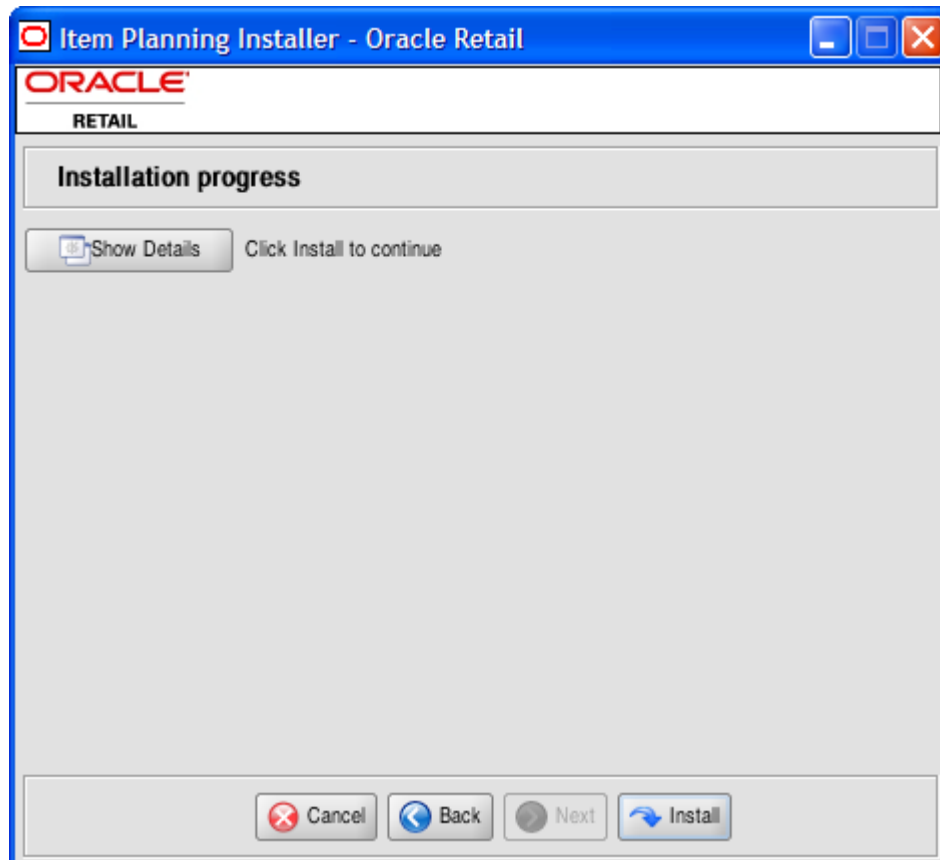 Item Planning Installer - Oracle Retail
ORACLE'
RETAIL
Installation progress
Show Details Click Install to continue
Cancel Back Next Install